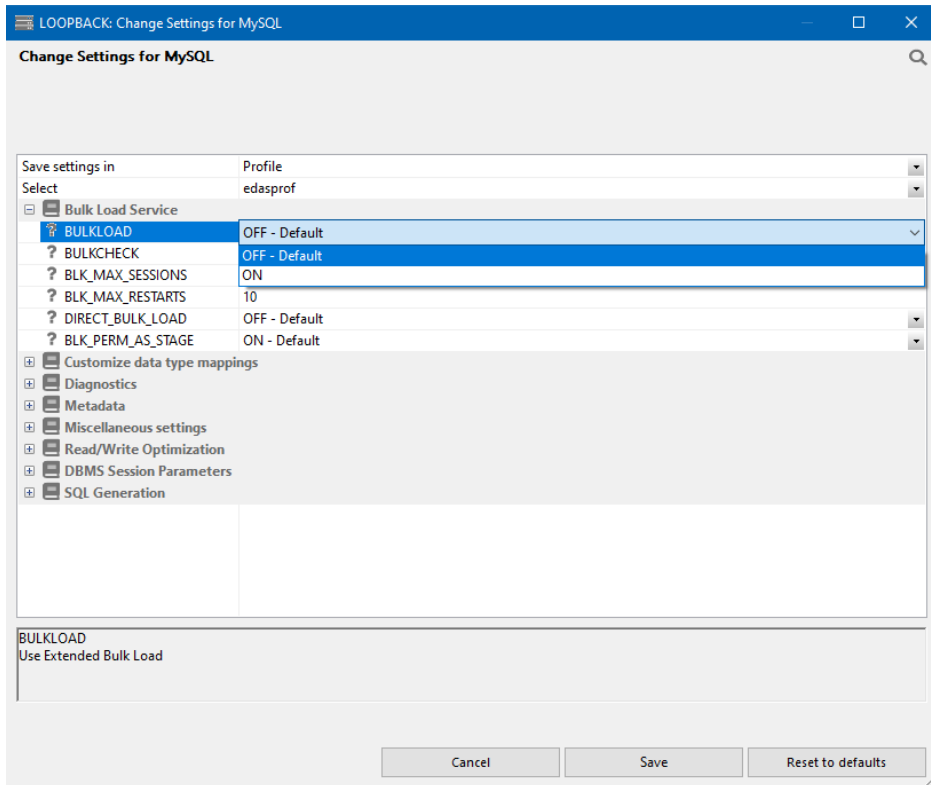 LOOPBACK: Change Settings for MySQL
Change Settings for MySQL
Save settings in Profile
Select edasprof
Bulk Load Service
? BULKLOAD OFF - Default
? BULKCHECK OFF - Default
? BLK_MAX_SESSIONS ON
? BLK_MAX_RESTARTS 10
? DIRECT_BULK_LOAD OFF - Default
? BLK_PERM_AS_STAGE ON - Default
Customize data type mappings
Diagnostics
Metadata
Miscellaneous settings
Read/Write Optimization
DBMS Session Parameters
SQL Generation
BULKLOAD
Use Extended Bulk Load
Cancel Save Reset to defaults